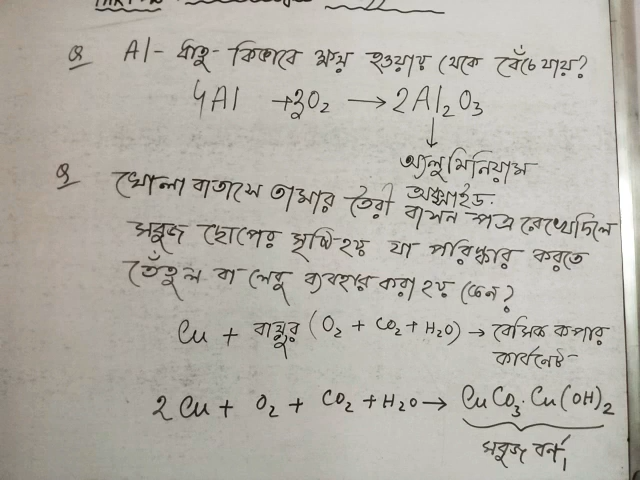 Q Al - ধাতু - কিভাবে ক্ষয় হওয়ার থেকে বেঁচে যায়?
4Al + 3O₂ → 2Al₂O₃
↓
অ্যালুমিনিয়াম
অক্সাইড.
Q খোলা বাতাসে তামার তৈরী বাসন পত্র রেখেদিলে
সবুজ ছোপের সৃষ্টি হয় যা পরিষ্কার করতে
তেঁতুল বা লেবু ব্যবহার করা হয় কেন?
Cu + বায়ুর (O₂ + CO₂ + H₂O) → বেসিক কপার
কার্বনেট
2Cu + O₂ + CO₂ + H₂O → CuCO₃·Cu(OH)₂
সবুজ বর্ণ